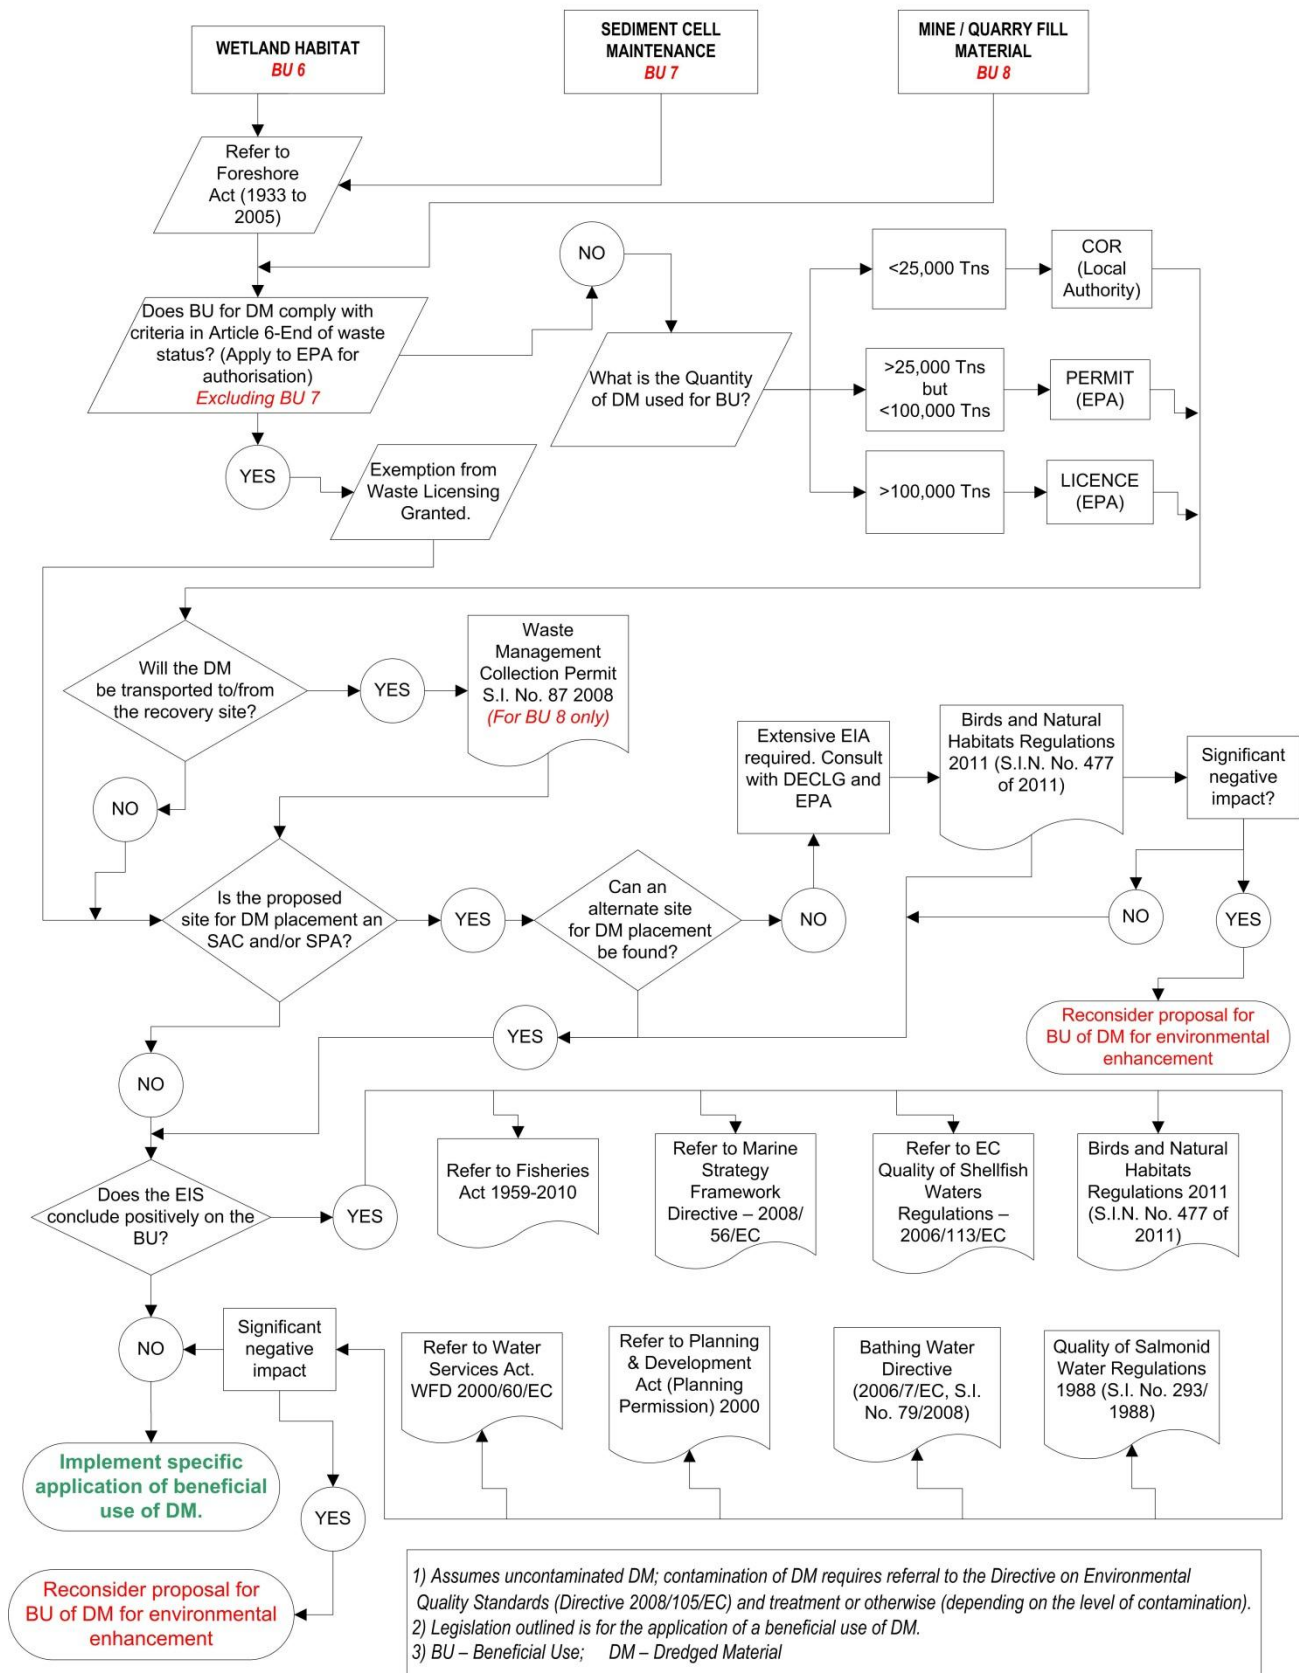 WETLAND HABITAT
BU 6
SEDIMENT CELL
MAINTENANCE
BU 7
MINE / QUARRY FILL
MATERIAL
BU 8
Refer to
Foreshore
Act (1933 to
2005)
NO
<25,000 Tns
COR
(Local
Authority)
Does BU for DM comply with
criteria in Article 6-End of waste
status? (Apply to EPA for
authorisation)
Excluding BU 7
What is the Quantity
of DM used for BU?
>25,000 Tns
but
<100,000 Tns
PERMIT
(EPA)
YES
Exemption from
Waste Licensing
Granted.
>100,000 Tns
LICENCE
(EPA)
Will the DM
be transported to/from
the recovery site?
YES
Waste
Management
Collection Permit
S.I. No. 87 2008
(For BU 8 only)
NO
Extensive EIA
required. Consult
with DECLG and
EPA
Birds and Natural
Habitats Regulations
2011 (S.I.N. No. 477
of 2011)
Significant
negative
impact?
Is the proposed
site for DM placement an
SAC and/or SPA?
YES
Can an
alternate site
for DM placement
be found?
NO
NO
YES
Reconsider proposal for
BU of DM for environmental
enhancement
YES
NO
Does the EIS
conclude positively on the
BU?
YES
Refer to Fisheries
Act 1959-2010
Refer to Marine
Strategy
Framework
Directive – 2008/
56/EC
Refer to EC
Quality of Shellfish
Waters
Regulations –
2006/113/EC
Birds and Natural
Habitats
Regulations 2011
(S.I.N. No. 477 of
2011)
NO
Significant
negative
impact
Refer to Water
Services Act.
WFD 2000/60/EC
Refer to Planning
& Development
Act (Planning
Permission) 2000
Bathing Water
Directive
(2006/7/EC, S.I.
No. 79/2008)
Quality of Salmonid
Water Regulations
1988 (S.I. No. 293/
1988)
Implement specific
application of beneficial
use of DM.
YES
Reconsider proposal for
BU of DM for environmental
enhancement
1) Assumes uncontaminated DM; contamination of DM requires referral to the Directive on Environmental
Quality Standards (Directive 2008/105/EC) and treatment or otherwise (depending on the level of contamination).
2) Legislation outlined is for the application of a beneficial use of DM.
3) BU – Beneficial Use; DM – Dredged Material